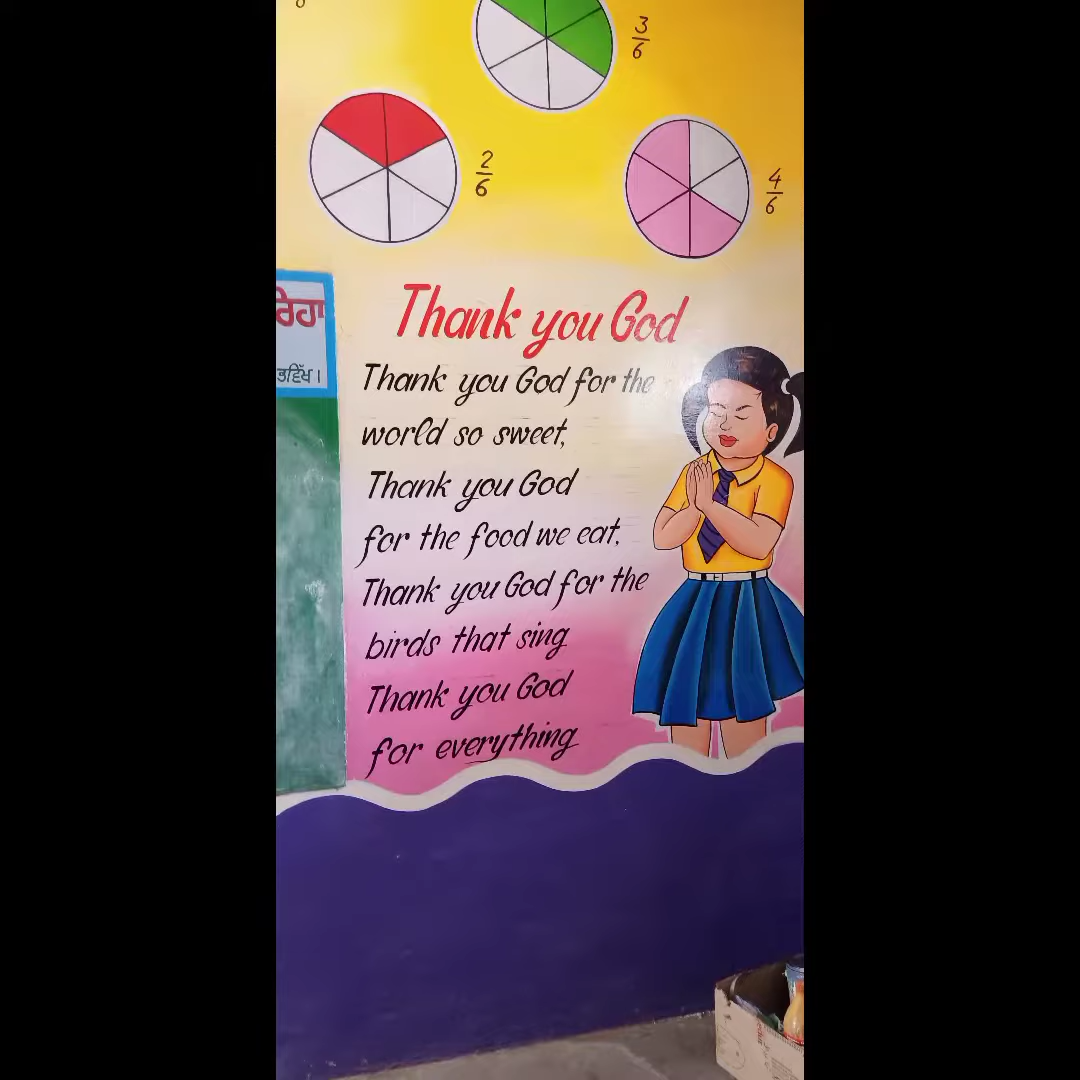 3
6
2
6
4
6
ਰਿਹਾ
ਭਵਿੱਖ।
Thank you God
Thank you God for the
world so sweet,
Thank you God
for the food we eat,
Thank you God for the
birds that sing
Thank you God
for everything